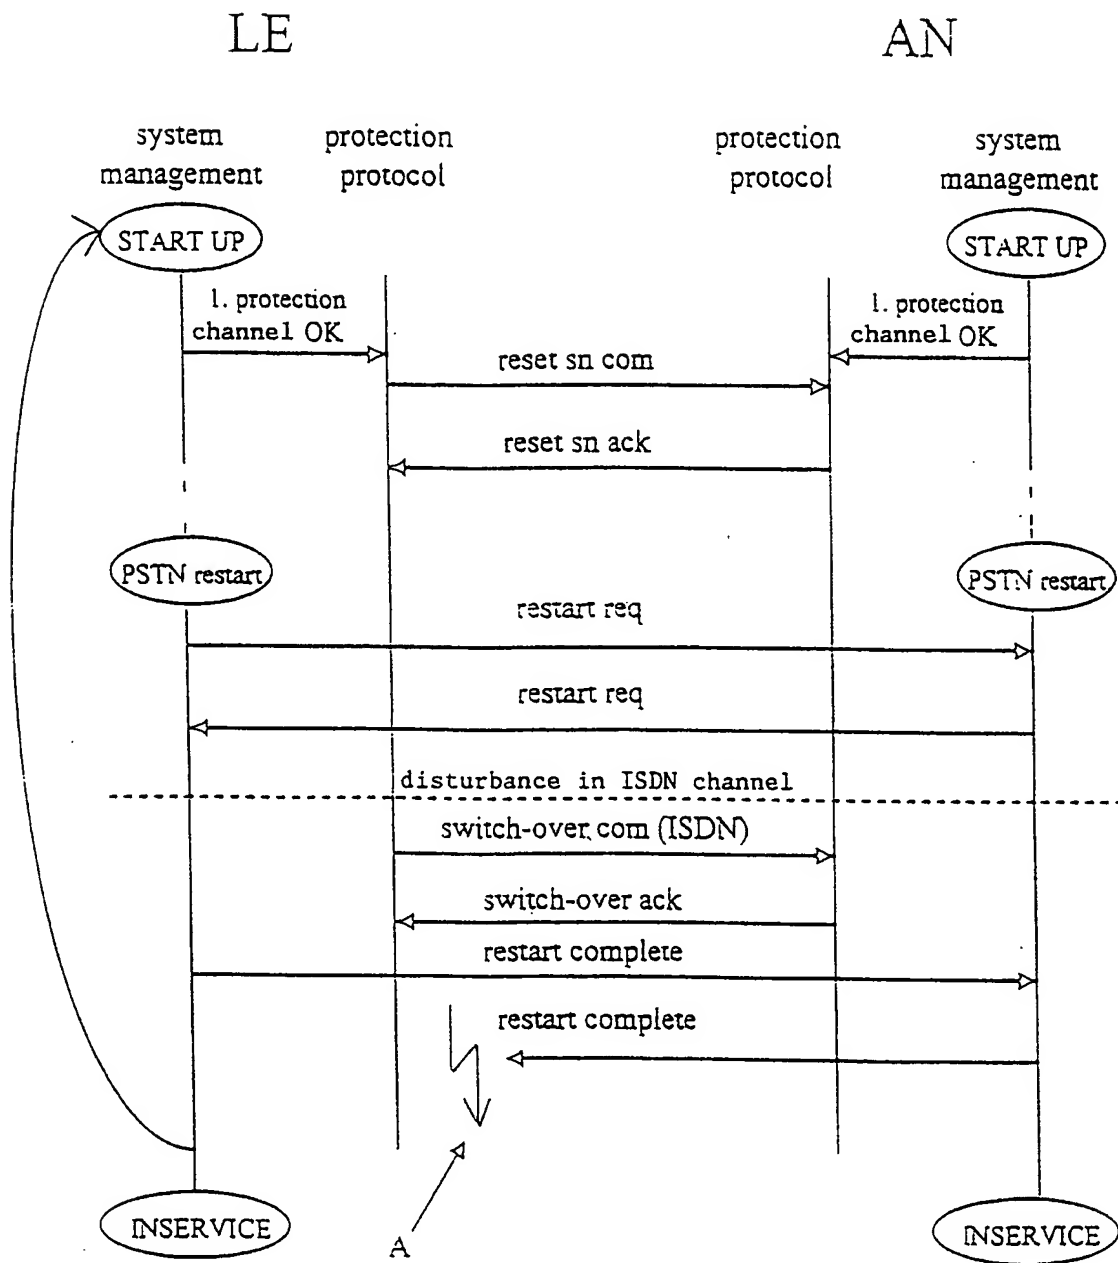 LE
AN
system
management
protection
protocol
protection
protocol
system
management
START UP
START UP
1. protection
channel OK
1. protection
channel OK
reset sn com
reset sn ack
PSTN restart
PSTN restart
restart req
restart req
disturbance in ISDN channel
switch-over com (ISDN)
switch-over ack
restart complete
restart complete
INSERVICE
INSERVICE
A